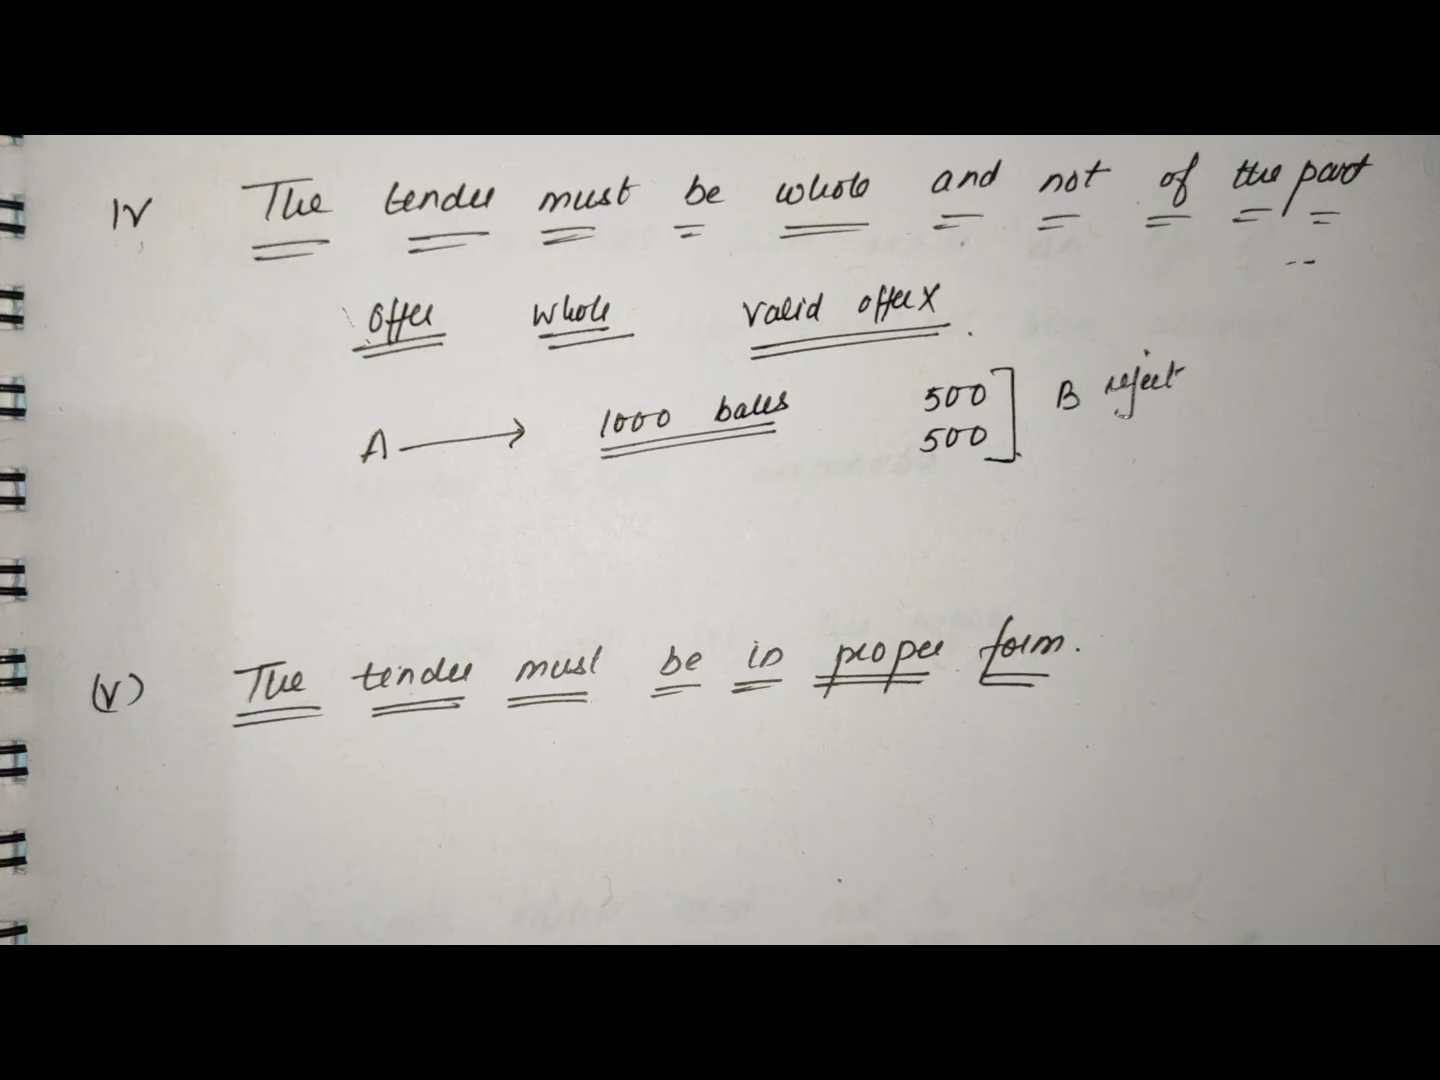 IV The tender must be whole and not of the part
Offer Whole Valid offer X
A → 1000 bales 500 ] B reject
500
(V) The tender must be in proper form.